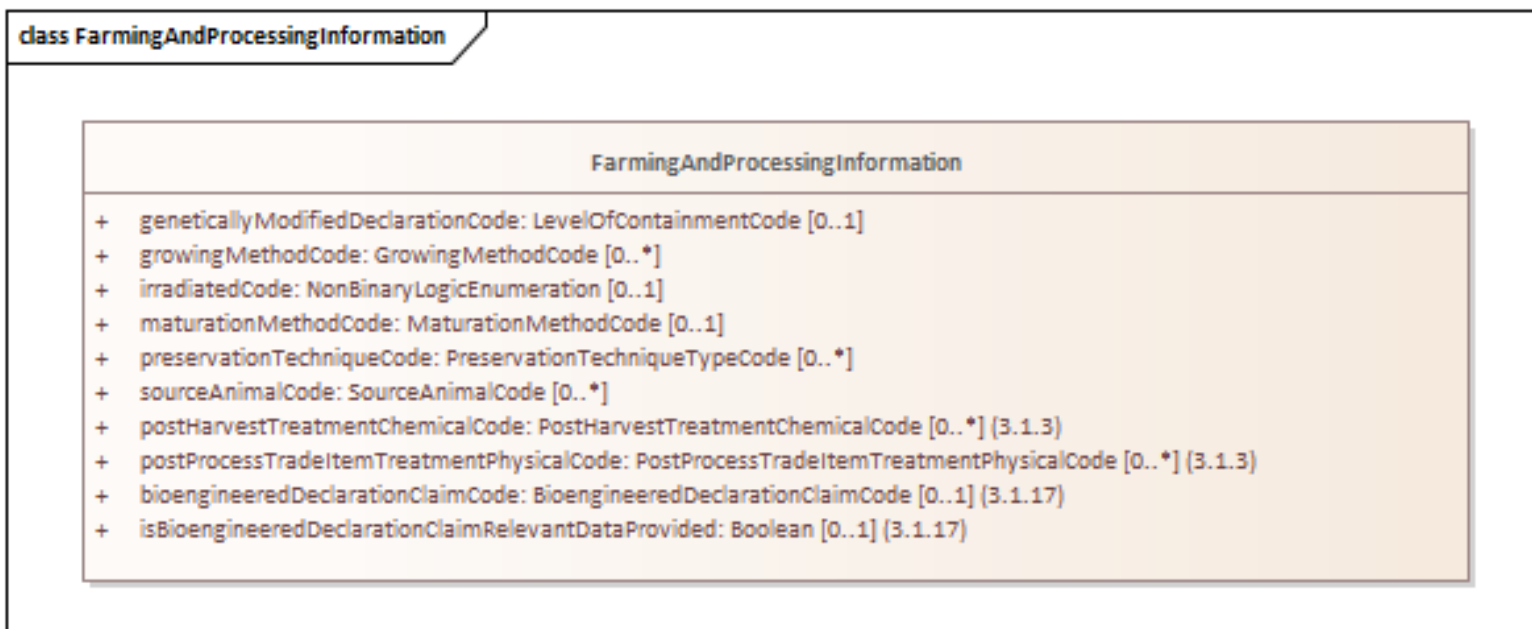 class FarmingAndProcessingInformation
FarmingAndProcessingInformation
+ geneticallyModifiedDeclarationCode: LevelOfContainmentCode [0..1]
+ growingMethodCode: GrowingMethodCode [0..*]
+ irradiatedCode: NonBinaryLogicEnumeration [0..1]
+ maturationMethodCode: MaturationMethodCode [0..1]
+ preservationTechniqueCode: PreservationTechniqueTypeCode [0..*]
+ sourceAnimalCode: SourceAnimalCode [0..*]
+ postHarvestTreatmentChemicalCode: PostHarvestTreatmentChemicalCode [0..*] {3.1.3}
+ postProcessTradeItemTreatmentPhysicalCode: PostProcessTradeItemTreatmentPhysicalCode [0..*] {3.1.3}
+ bioengineeredDeclarationClaimCode: BioengineeredDeclarationClaimCode [0..1] {3.1.17}
+ isBioengineeredDeclarationClaimRelevantDataProvided: Boolean [0..1] {3.1.17}